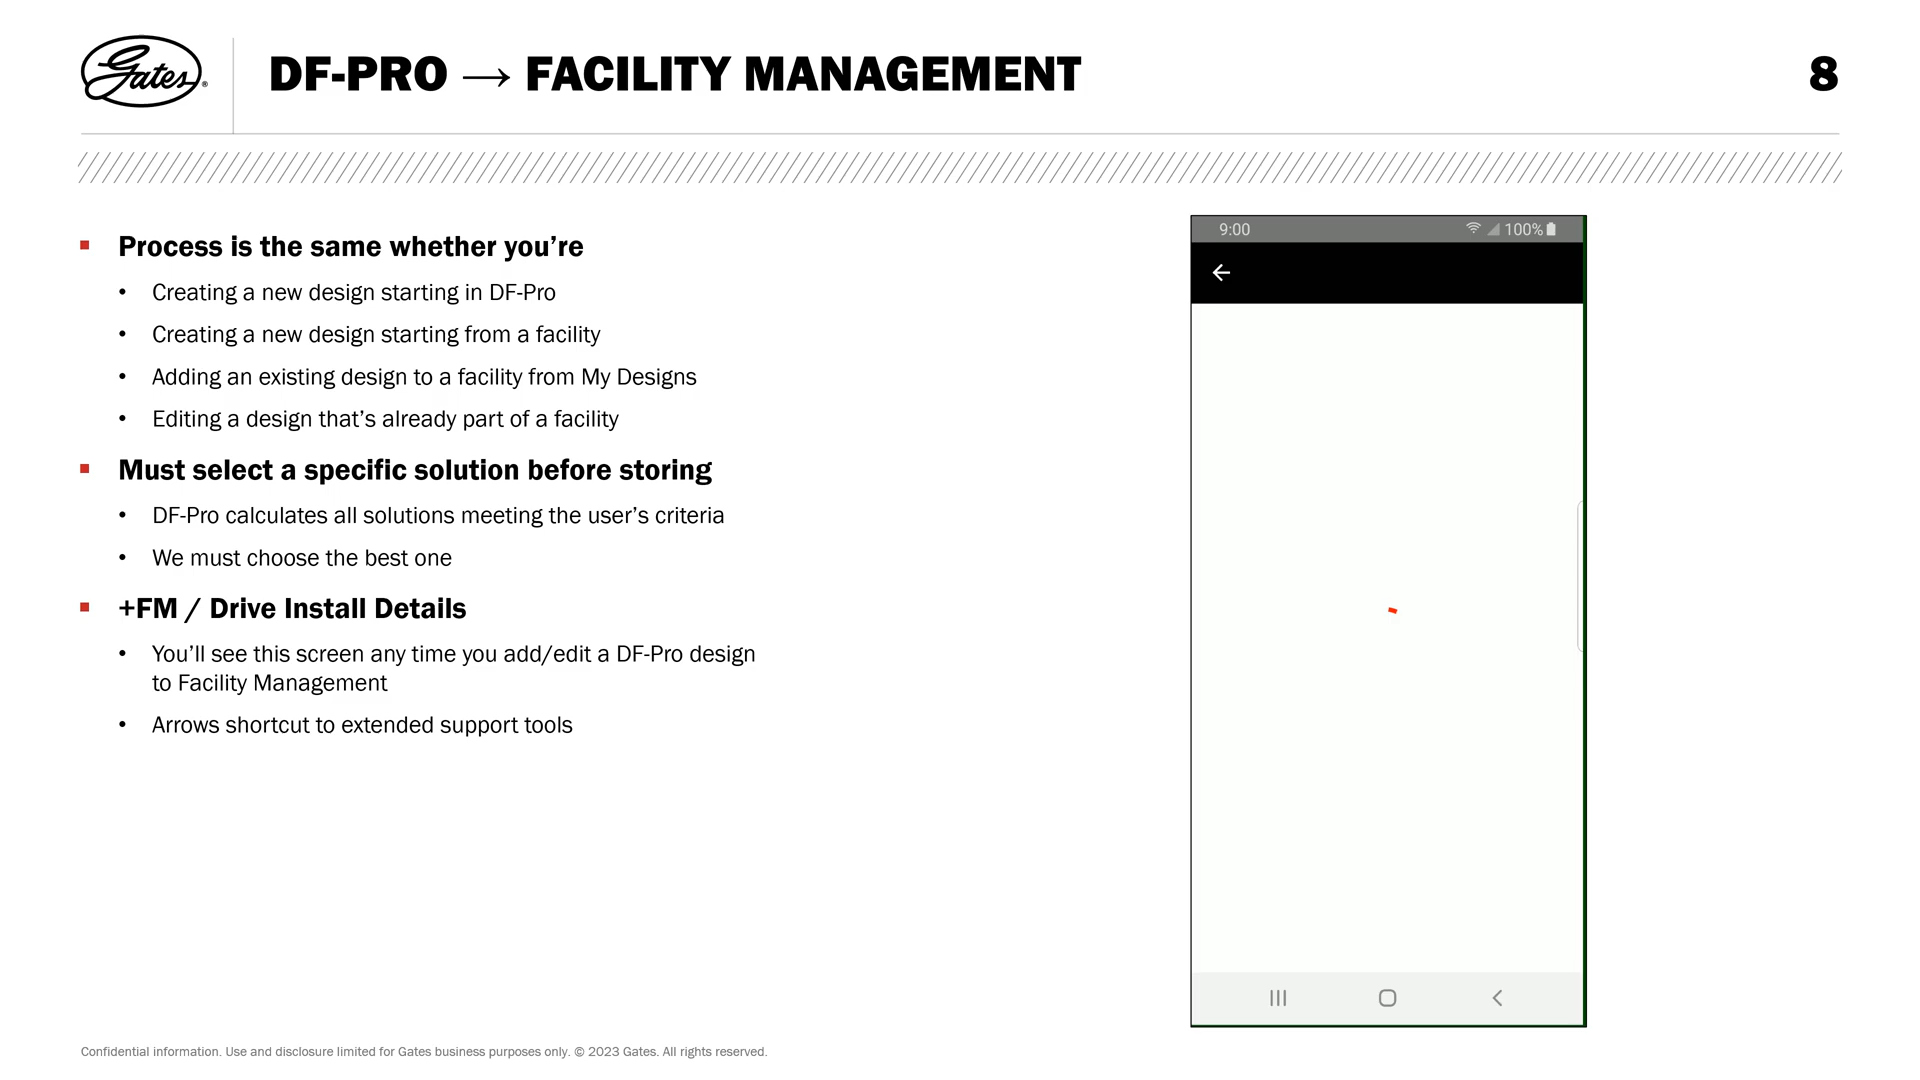 Gates®
DF-PRO → FACILITY MANAGEMENT
8
▪ Process is the same whether you’re
• Creating a new design starting in DF-Pro
• Creating a new design starting from a facility
• Adding an existing design to a facility from My Designs
• Editing a design that’s already part of a facility
▪ Must select a specific solution before storing
• DF-Pro calculates all solutions meeting the user’s criteria
• We must choose the best one
▪ +FM / Drive Install Details
• You’ll see this screen any time you add/edit a DF-Pro design
to Facility Management
• Arrows shortcut to extended support tools
9:00
100%
Confidential information. Use and disclosure limited for Gates business purposes only. © 2023 Gates. All rights reserved.